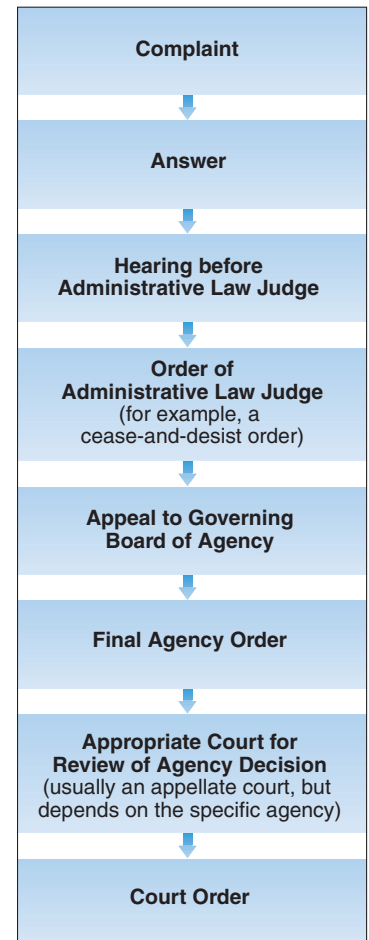 Complaint
Answer
Hearing before
Administrative Law Judge
Order of
Administrative Law Judge
(for example, a
cease-and-desist order)
Appeal to Governing
Board of Agency
Final Agency Order
Appropriate Court for
Review of Agency Decision
(usually an appellate court, but
depends on the specific agency)
Court Order